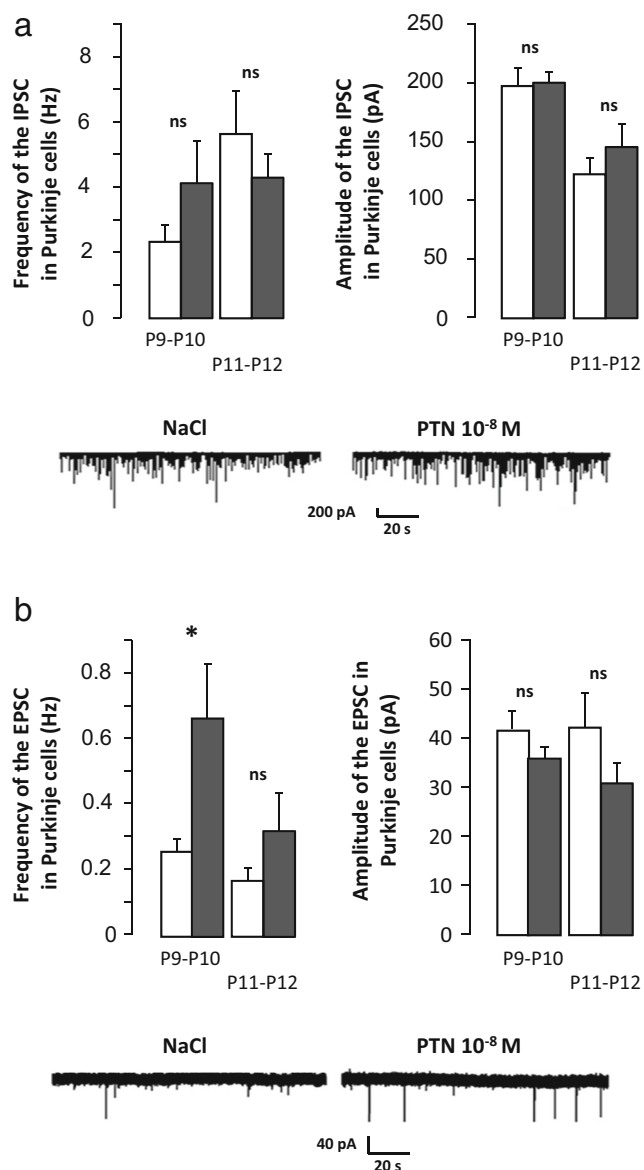 a
Frequency of the IPSC
in Purkinje cells (Hz)
8
6
4
2
0
ns
ns
P9-P10
P11-P12
Amplitude of the IPSC
in Purkinje cells (pA)
250
200
150
100
50
0
ns
ns
P9-P10
P11-P12
NaCl
PTN 10⁻⁸ M
200 pA
20 s
b
Frequency of the EPSC
in Purkinje cells (Hz)
0.8
0.6
0.4
0.2
0
*
ns
P9-P10
P11-P12
Amplitude of the EPSC in
Purkinje cells (pA)
60
50
40
30
20
10
0
ns
ns
P9-P10
P11-P12
NaCl
PTN 10⁻⁸ M
40 pA
20 s